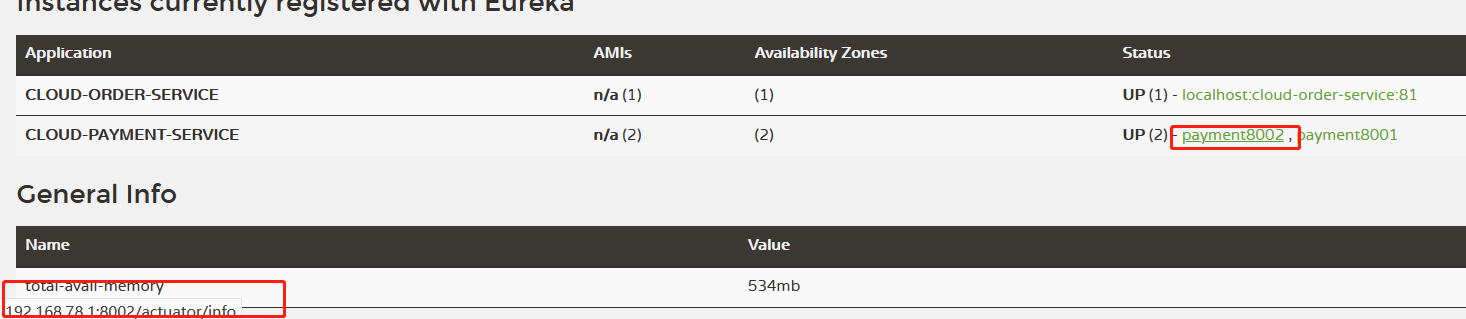 Instances currently registered with Eureka
Application AMIs Availability Zones Status
CLOUD-ORDER-SERVICE n/a (1) (1) UP (1) - localhost:cloud-order-service:81
CLOUD-PAYMENT-SERVICE n/a (2) (2) UP (2) - payment8002 , payment8001
General Info
Name Value
total-avail-memory 534mb
192.168.78.1:8002/actuator/info